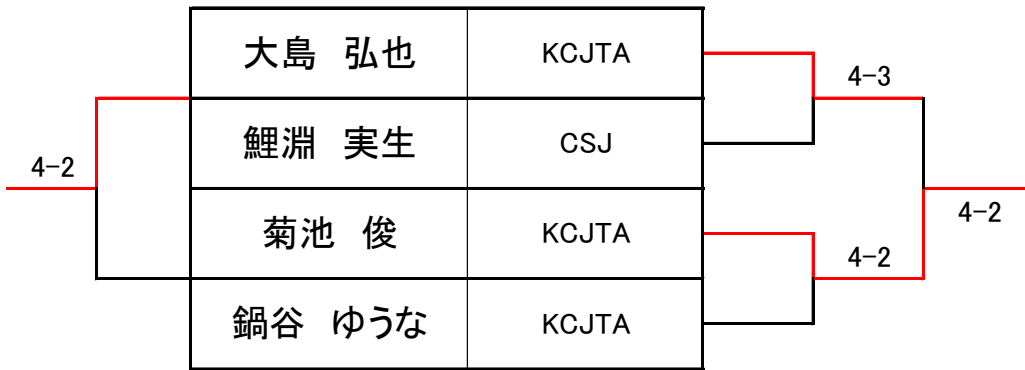 大島　弘也 KCJTA
4-3
鯉淵　実生 CSJ
4-2
菊池　俊 KCJTA
4-2
4-2
鍋谷　ゆうな KCJTA